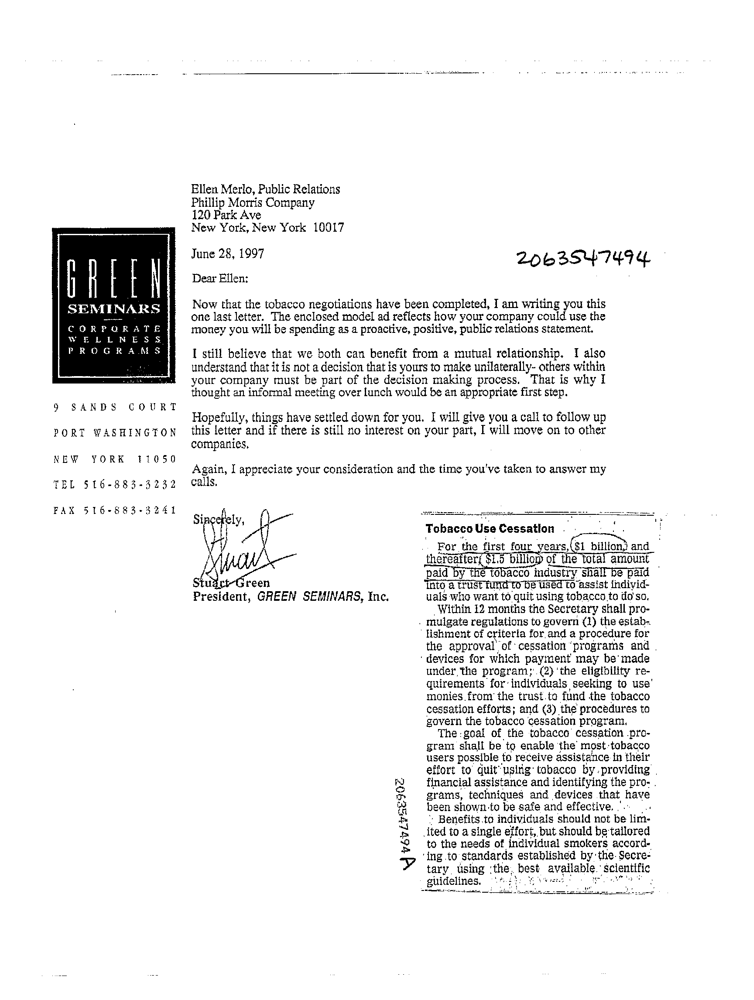 Ellen Merlo, Public Relations
Phillip Morris Company
120 Park Ave
New York, New York 10017
June 28, 1997
2063547494
Dear Ellen:
GREEN
SEMINARS
CORPORATE
WELLNESS
PROGRAMS
9 SANDS COURT
PORT WASHINGTON
NEW YORK 11050
TEL 516-883-3232
FAX 516-883-3241
Now that the tobacco negotiations have been completed, I am writing you this
one last letter. The enclosed model ad reflects how your company could use the
money you will be spending as a proactive, positive, public relations statement.
I still believe that we both can benefit from a mutual relationship. I also
understand that it is not a decision that is yours to make unilaterally- others within
your company must be part of the decision making process. That is why I
thought an informal meeting over lunch would be an appropriate first step.
Hopefully, things have settled down for you. I will give you a call to follow up
this letter and if there is still no interest on your part, I will move on to other
companies.
Again, I appreciate your consideration and the time you've taken to answer my
calls.
Sincerely,
Stuart
Stuart Green
President, GREEN SEMINARS, Inc.
Tobacco Use Cessation
For the first four years, $1 billion, and
thereafter, $1.5 billion of the total amount
paid by the tobacco industry shall be paid
into a trust fund to be used to assist individ-
uals who want to quit using tobacco to do so.
Within 12 months the Secretary shall pro-
mulgate regulations to govern (1) the estab-
lishment of criteria for and a procedure for
the approval of cessation programs and
devices for which payment may be made
under the program; (2) the eligibility re-
quirements for individuals seeking to use
monies from the trust to fund the tobacco
cessation efforts; and (3) the procedures to
govern the tobacco cessation program.
The goal of the tobacco cessation pro-
gram shall be to enable the most tobacco
users possible to receive assistance in their
effort to quit using tobacco by providing
financial assistance and identifying the pro-
grams, techniques and devices that have
been shown to be safe and effective.
Benefits to individuals should not be lim-
ited to a single effort, but should be tailored
to the needs of individual smokers accord-
ing to standards established by the Secre-
tary using the best available scientific
guidelines.
2063547494 A